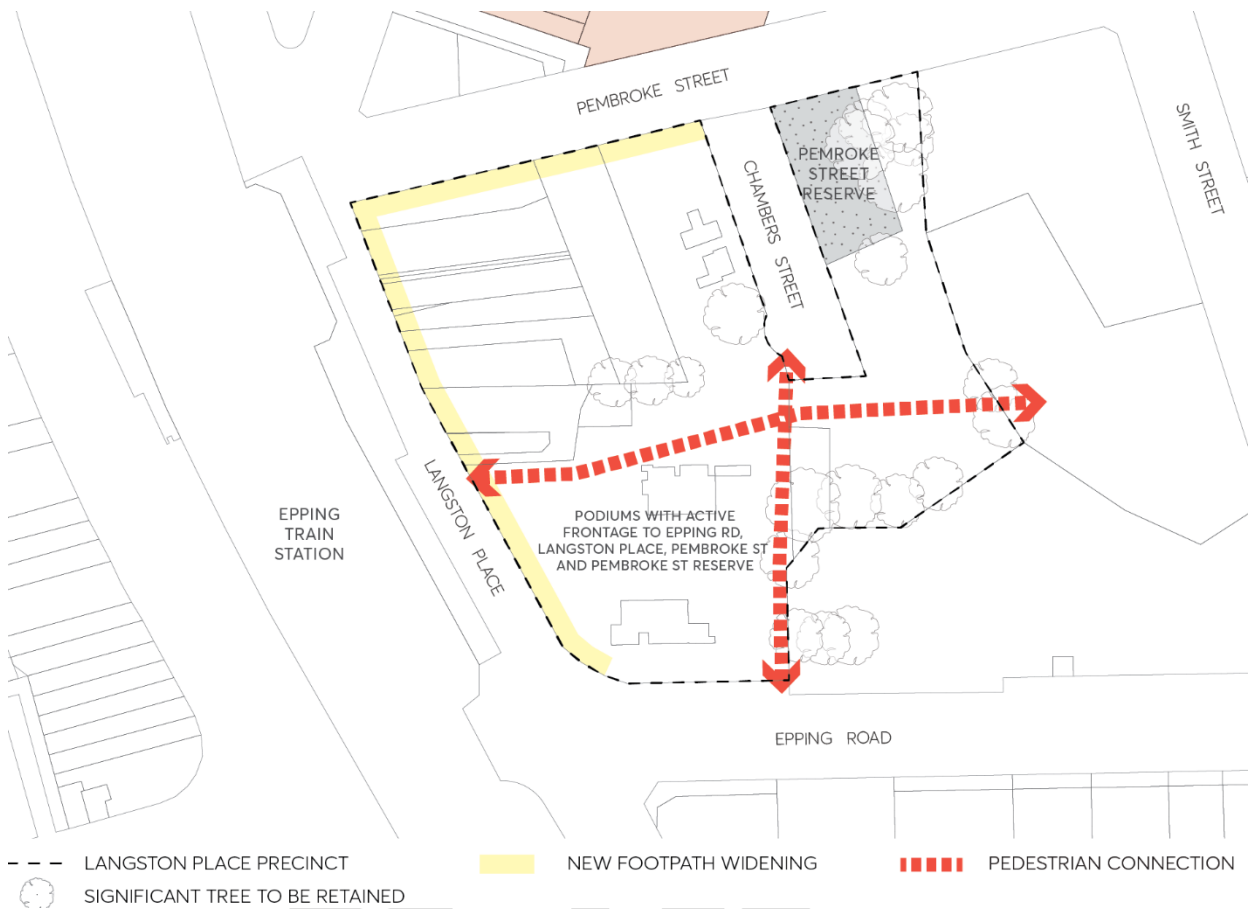 PEMBROKE STREET
SMITH STREET
PEMROKE
STREET
RESERVE
CHAMBERS STREET
LANGSTON PLACE
EPPING
TRAIN
STATION
PODIUMS WITH ACTIVE
FRONTAGE TO EPPING RD,
LANGSTON PLACE, PEMBROKE ST
AND PEMBROKE ST RESERVE
EPPING ROAD
LANGSTON PLACE PRECINCT
NEW FOOTPATH WIDENING
PEDESTRIAN CONNECTION
SIGNIFICANT TREE TO BE RETAINED